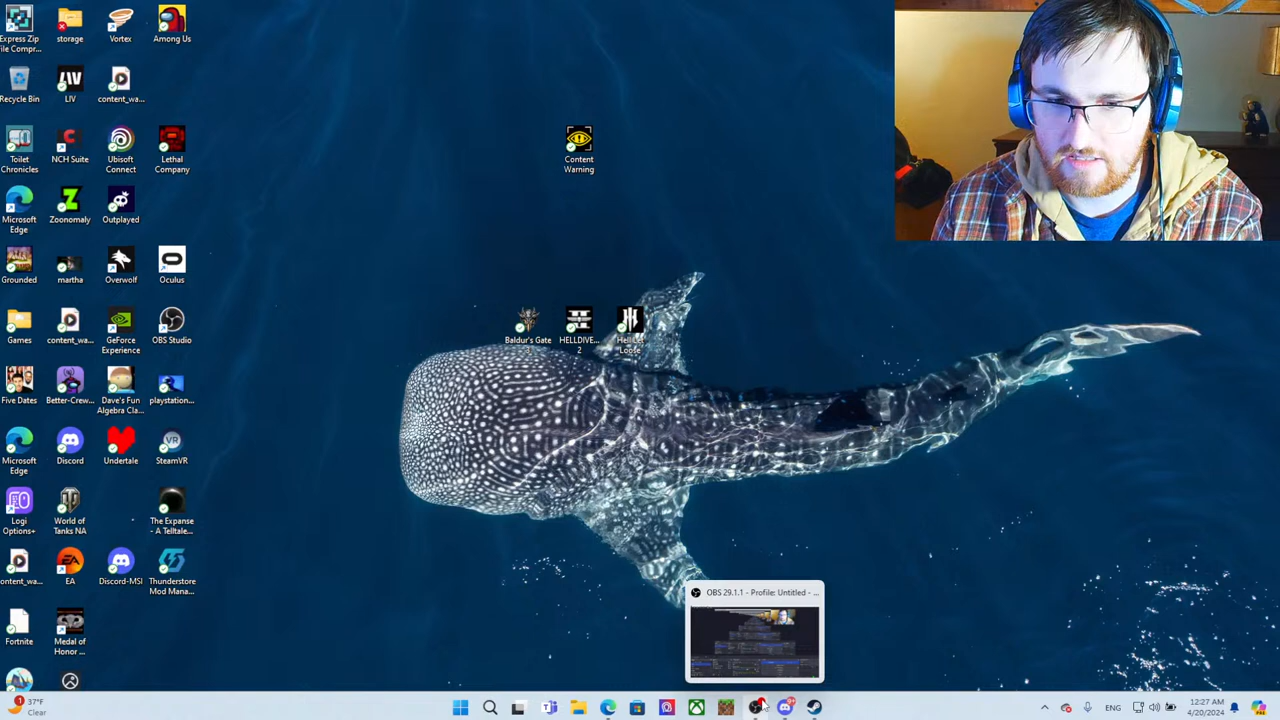 Express Zip
File Compr...
storage
Vortex
Among Us
Recycle Bin
LIV
content_wa...
Toilet
Chronicles
NCH Suite
Ubisoft
Connect
Lethal
Company
Content
Warning
Microsoft
Edge
Zoonomaly
Outplayed
Grounded
martha
Overwolf
Oculus
Games
content_wa...
GeForce
Experience
OBS Studio
Baldur's Gate
3
HELLDIVE...
2
Hell Let
Loose
Five Dates
Better-Crew...
Dave's Fun
Algebra Cla...
playstation...
Microsoft
Edge
Discord
Undertale
SteamVR
Logi
Options+
World of
Tanks NA
The Expanse
- A Telltale...
content_wa...
EA
Discord-MSI
Thunderstore
Mod Mana...
Fortnite
Medal of
Honor ...
OBS 29.1.1 - Profile: Untitled - ...
37°F
Clear
ENG
12:27 AM
4/20/2024